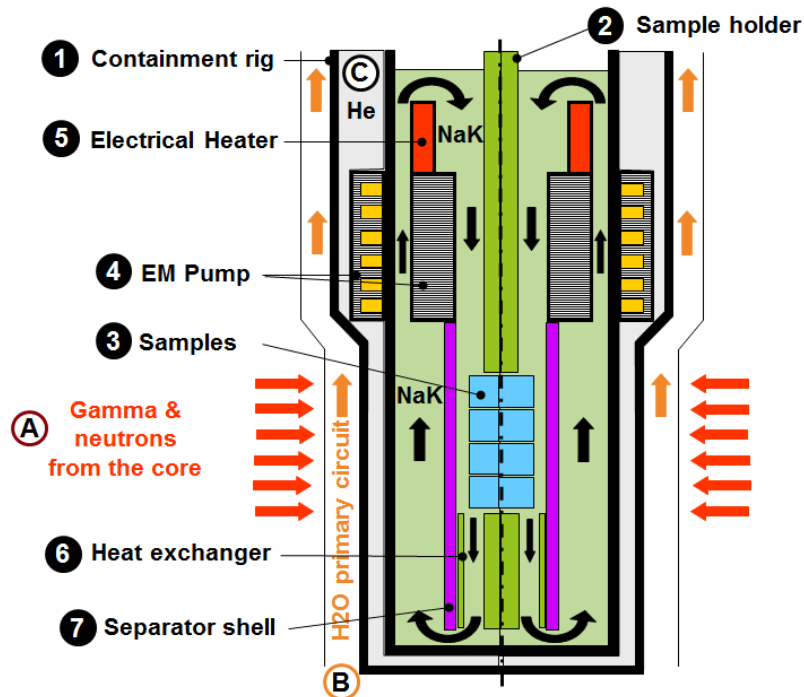 2 Sample holder
1 Containment rig
C
He
5 Electrical Heater
NaK
4 EM Pump
3 Samples
NaK
A Gamma &
neutrons
from the core
H2O primary circuit
6 Heat exchanger
7 Separator shell
B